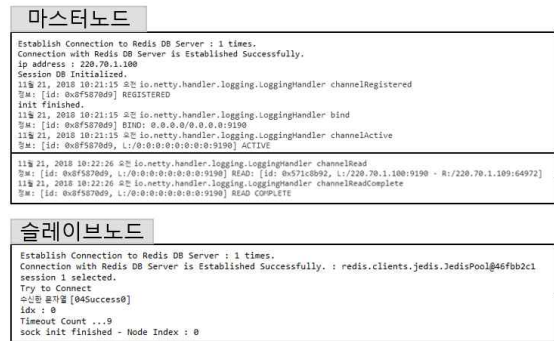 마스터노드
Establish Connection to Redis DB Server : 1 times.
Connection with Redis DB Server is Established Successfully.
ip address : 220.70.1.100
Session DB Initialized.
11월 21, 2018 10:21:15 오전 io.netty.handler.logging.LoggingHandler channelRegistered
정보: [id: 0x8f5870d9] REGISTERED
init finished.
11월 21, 2018 10:21:15 오전 io.netty.handler.logging.LoggingHandler bind
정보: [id: 0x8f5870d9] BIND: 0.0.0.0/0.0.0.0:9190
11월 21, 2018 10:21:15 오전 io.netty.handler.logging.LoggingHandler channelActive
정보: [id: 0x8f5870d9, L:/0:0:0:0:0:0:0:0:9190] ACTIVE
11월 21, 2018 10:22:26 오전 io.netty.handler.logging.LoggingHandler channelRead
정보: [id: 0x8f5870d9, L:/0:0:0:0:0:0:0:0:9190] READ: [id: 0x571c8b92, L:/220.70.1.100:9190 - R:/220.70.1.109:64972]
11월 21, 2018 10:22:26 오전 io.netty.handler.logging.LoggingHandler channelReadComplete
정보: [id: 0x8f5870d9, L:/0:0:0:0:0:0:0:0:9190] READ COMPLETE
슬레이브노드
Establish Connection to Redis DB Server : 1 times.
Connection with Redis DB Server is Established Successfully. : redis.clients.jedis.JedisPool@46fbb2c1
session 1 selected.
Try to Connect
수신한 문자열 [04Success0]
idx : 0
Timeout Count ...9
sock init finished - Node Index : 0